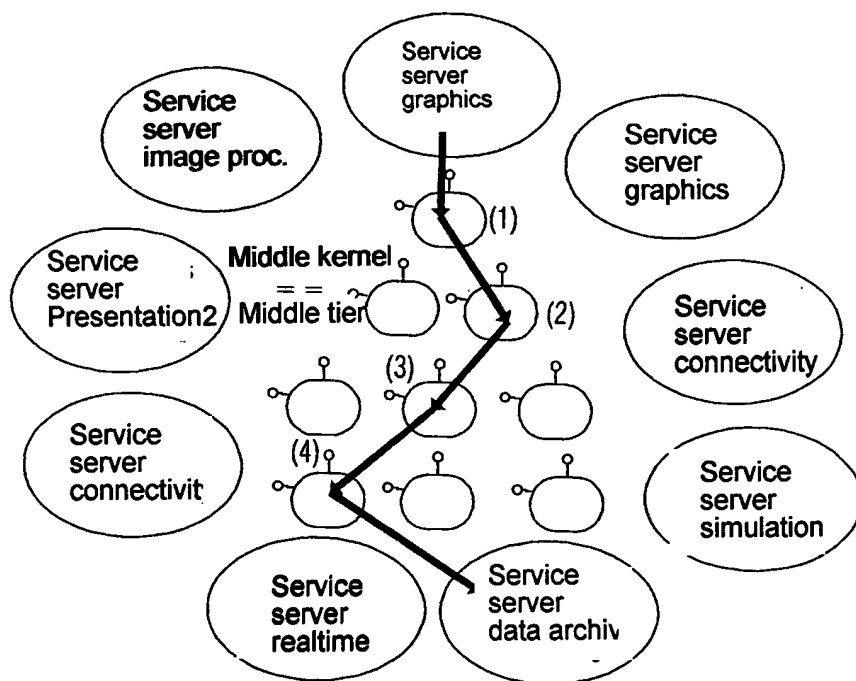 Service
server
graphics
Service
server
image proc.
Service
server
graphics
(1)
Service
server
Presentation2
Middle kernel
= =
Middle tier
(2)
Service
server
connectivity
(3)
Service
server
connectivit
(4)
Service
server
simulation
Service
server
realtime
Service
server
data archiv